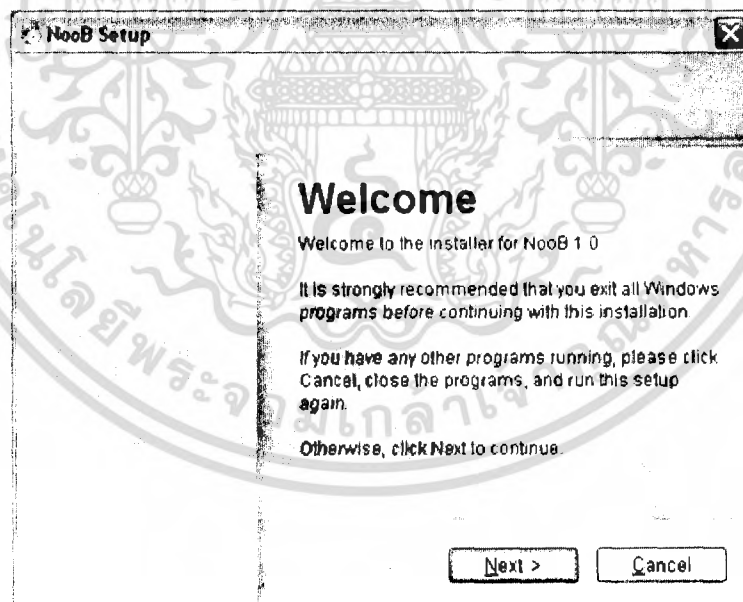 NooB Setup
Welcome
Welcome to the installer for NooB 1.0
It is strongly recommended that you exit all Windows
programs before continuing with this installation.
If you have any other programs running, please click
Cancel, close the programs, and run this setup
again.
Otherwise, click Next to continue.
Next >
Cancel